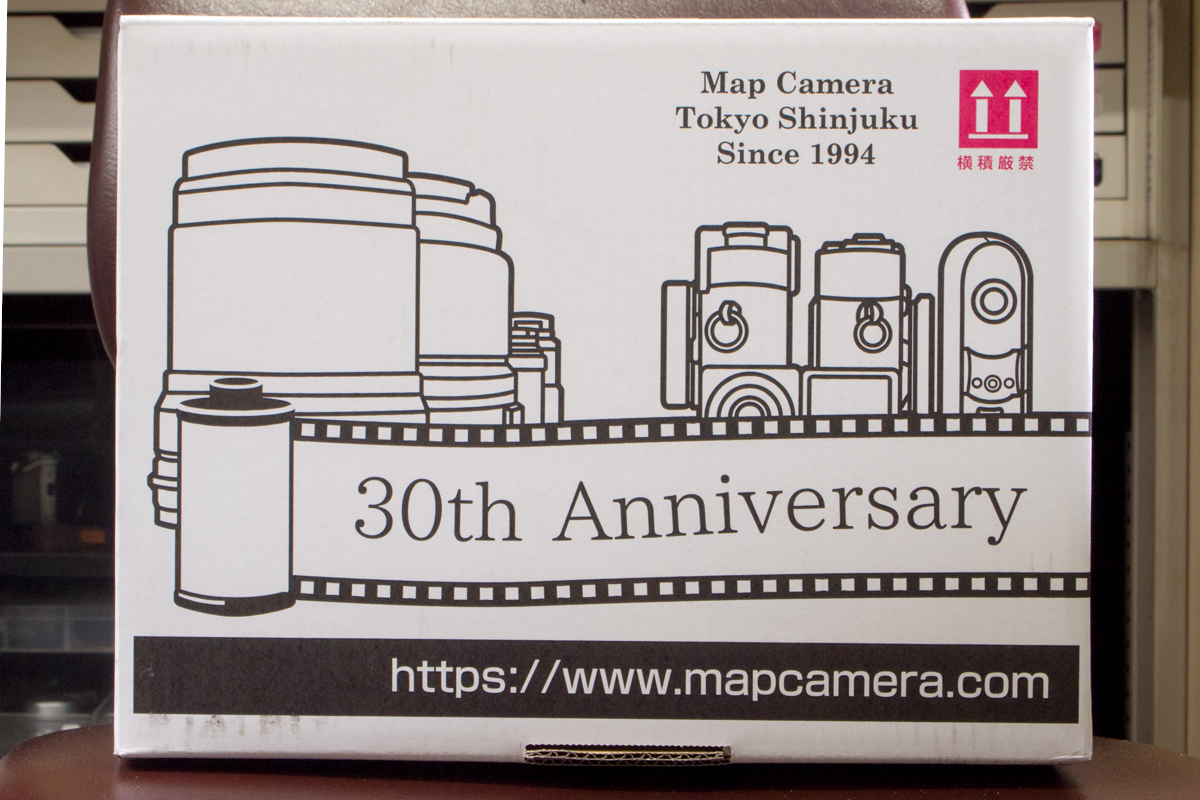 Map Camera
Tokyo Shinjuku
Since 1994
横積厳禁
30th Anniversary
https://www.mapcamera.com